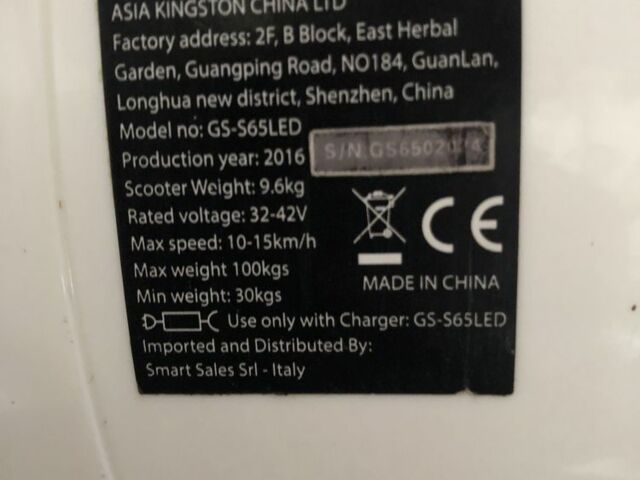 ASIA KINGSTON CHINA LTD
Factory address: 2F, B Block, East Herbal
Garden, Guangping Road, NO184, GuanLan,
Longhua new district, Shenzhen, China
Model no: GS-S65LED
Production year: 2016
S/N
Scooter Weight: 9.6kg
Rated voltage: 32-42V
Max speed: 10-15km/h
Max weight 100kgs
Min weight: 30kgs
CE
MADE IN CHINA
Use only with Charger: GS-S65LED
Imported and Distributed By:
Smart Sales Srl - Italy